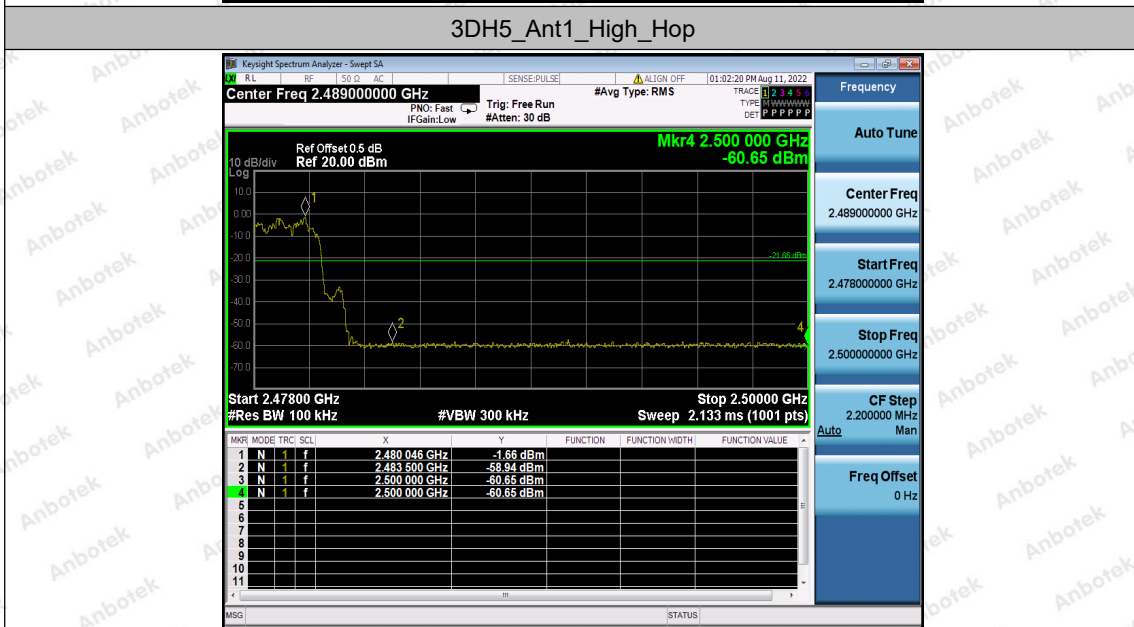 3DH5_Ant1_High_Hop
Keysight Spectrum Analyzer - Swept SA
RL RF 50 Ω AC SENSE:PULSE ALIGN OFF 01:02:20 PM Aug 11, 2022
Center Freq 2.489000000 GHz
PNO: Fast
IFGain:Low
Trig: Free Run
#Atten: 30 dB
#Avg Type: RMS
TRACE 1 2 3 4 5 6
TYPE M W W W W W
DET P P P P P P
Frequency
Auto Tune
Center Freq
2.489000000 GHz
Start Freq
2.478000000 GHz
Stop Freq
2.500000000 GHz
CF Step
2.200000 MHz
Auto Man
Freq Offset
0 Hz
Mkr4 2.500 000 GHz
-60.65 dBm
Ref Offset 0.5 dB
10 dB/div Ref 20.00 dBm
Log
10.0
0.00
-10.0
-20.0
-30.0
-40.0
-50.0
-60.0
-70.0
1
2
4
-21.66 dBm
Start 2.47800 GHz Stop 2.50000 GHz
#Res BW 100 kHz #VBW 300 kHz Sweep 2.133 ms (1001 pts)
MKR MODE TRC SCL X Y FUNCTION FUNCTION WIDTH FUNCTION VALUE
1 N 1 f 2.480 046 GHz -1.66 dBm
2 N 1 f 2.483 500 GHz -58.94 dBm
3 N 1 f 2.500 000 GHz -60.65 dBm
4 N 1 f 2.500 000 GHz -60.65 dBm
5
6
7
8
9
10
11
MSG STATUS
Anbotek